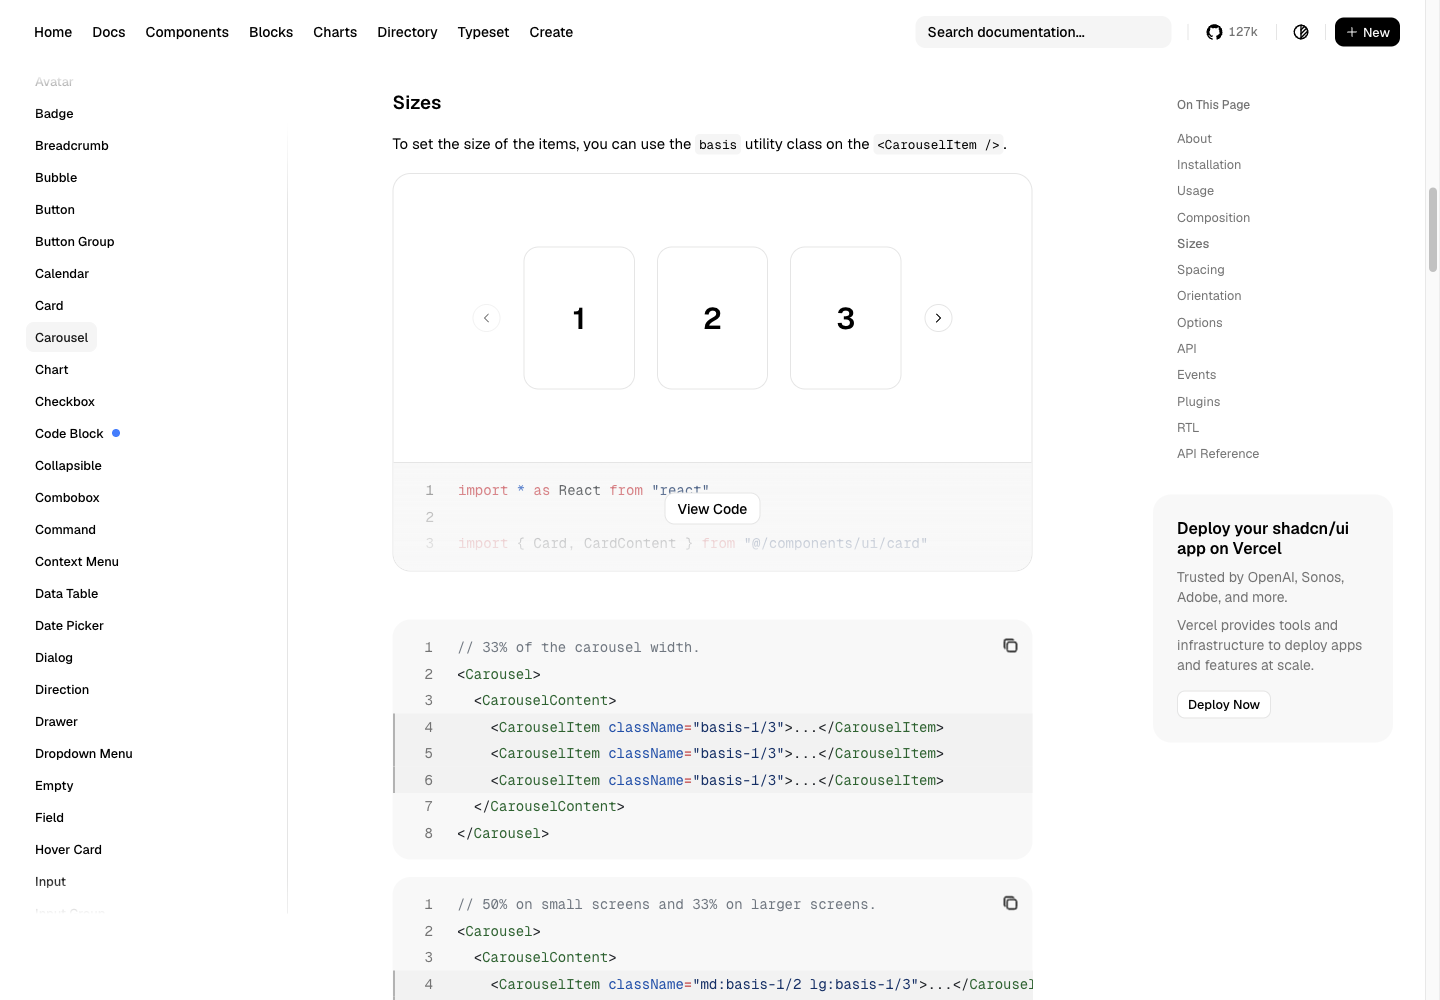 Home Docs Components Blocks Charts Directory Typeset Create
Search documentation...
127k
New
Avatar
Badge
Breadcrumb
Bubble
Button
Button Group
Calendar
Card
Carousel
Chart
Checkbox
Code Block
Collapsible
Combobox
Command
Context Menu
Data Table
Date Picker
Dialog
Direction
Drawer
Dropdown Menu
Empty
Field
Hover Card
Input
Input Group
Sizes
To set the size of the items, you can use the basis utility class on the <CarouselItem />.
1 2 3
1 import * as React from "react"
2
View Code
3 import { Card, CardContent } from "@/components/ui/card"
1 // 33% of the carousel width.
2 <Carousel>
3 <CarouselContent>
4 <CarouselItem className="basis-1/3">...</CarouselItem>
5 <CarouselItem className="basis-1/3">...</CarouselItem>
6 <CarouselItem className="basis-1/3">...</CarouselItem>
7 </CarouselContent>
8 </Carousel>
1 // 50% on small screens and 33% on larger screens.
2 <Carousel>
3 <CarouselContent>
4 <CarouselItem className="md:basis-1/2 lg:basis-1/3">...</Carousel
On This Page
About
Installation
Usage
Composition
Sizes
Spacing
Orientation
Options
API
Events
Plugins
RTL
API Reference
Deploy your shadcn/ui
app on Vercel
Trusted by OpenAI, Sonos,
Adobe, and more.
Vercel provides tools and
infrastructure to deploy apps
and features at scale.
Deploy Now